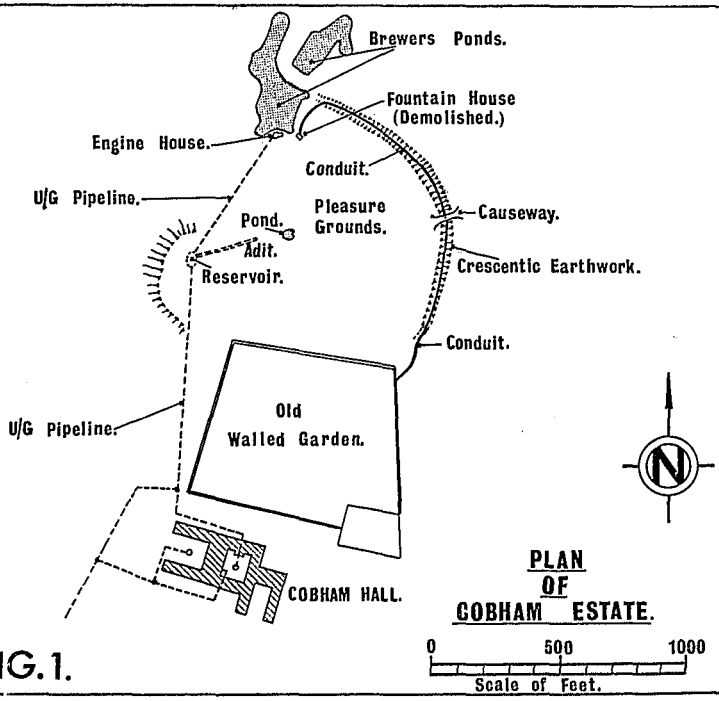 Brewers Ponds.
Fountain House
(Demolished.)
Engine House.
Conduit.
U/G Pipeline.
Pleasure
Grounds.
Pond.
Causeway.
Adit.
Reservoir.
Crescentic Earthwork.
Conduit.
Old
Walled Garden.
U/G Pipeline.
N
COBHAM HALL.
PLAN
OF
COBHAM ESTATE.
0 500 1000
Scale of Feet.
IG.1.